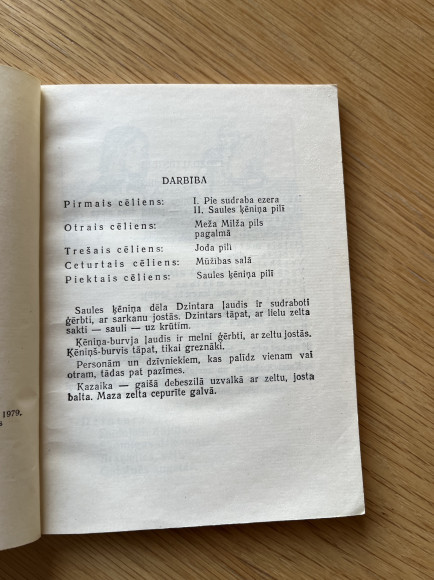 DARBĪBA
Pirmais cēliens: I. Pie sudraba ezera
II. Saules ķēniņa pilī
Otrais cēliens: Meža Milža pils
pagalmā
Trešais cēliens: Joda pilī
Ceturtais cēliens: Mūžības salā
Piektais cēliens: Saules ķēniņa pilī
Saules ķēniņa dēla Dzintara ļaudis ir sudraboti
ģērbti, ar sarkanu jostās. Dzintars tāpat, ar lielu zelta
sakti — sauli — uz krūtīm.
Ķēniņa-burvja ļaudis ir melni ģērbti, ar zeltu jostās.
Ķēniņš-burvis tāpat, tikai greznāki.
Personām un dzīvniekiem, kas palīdz vienam vai
otram, tādas pat pazīmes.
Kazaika — gaišā debeszilā uzvalkā ar zeltu, josta
balta. Maza zelta cepurīte galvā.
1979,
s